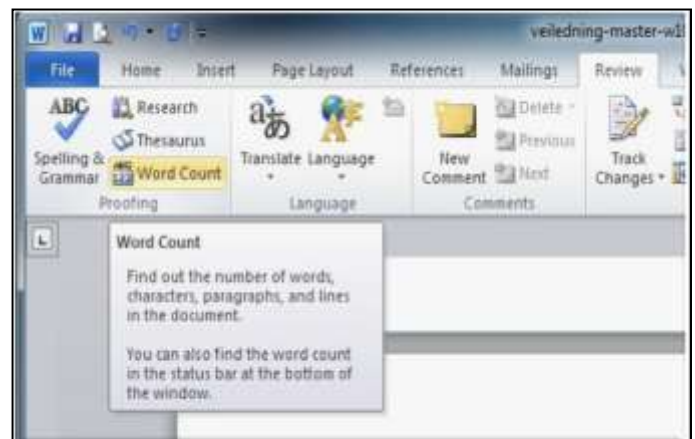 veiledning-master-w1
File Home Insert Page Layout References Mailings Review
ABC Research Delete
Thesaurus Previous
Spelling & Grammar Word Count Translate Language New Comment Next Track Changes
Proofing Language Comments
L
Word Count
Find out the number of words,
characters, paragraphs, and lines
in the document.
You can also find the word count
in the status bar at the bottom of
the window.